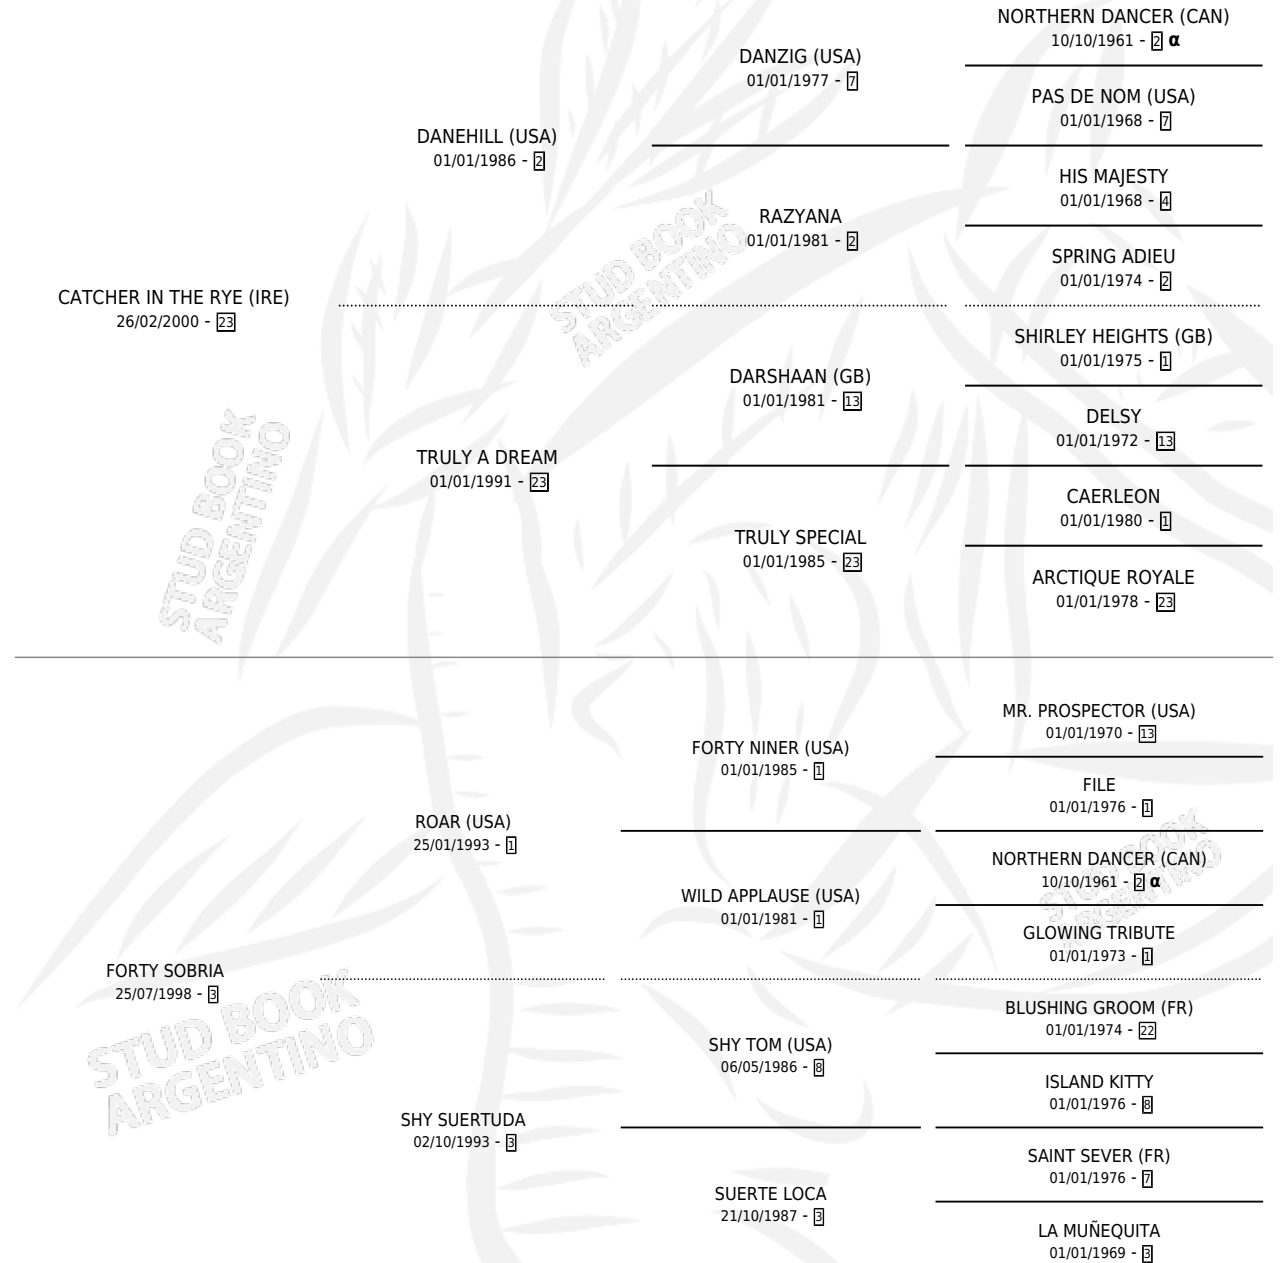 NORTHERN DANCER (CAN)
10/10/1961 - 2 α
DANZIG (USA)
01/01/1977 - 7
PAS DE NOM (USA)
01/01/1968 - 7
DANEHILL (USA)
01/01/1986 - 2
HIS MAJESTY
01/01/1968 - 4
RAZYANA
01/01/1981 - 2
SPRING ADIEU
01/01/1974 - 2
CATCHER IN THE RYE (IRE)
26/02/2000 - 23
SHIRLEY HEIGHTS (GB)
01/01/1975 - 1
DARSHAAN (GB)
01/01/1981 - 13
DELSY
01/01/1972 - 13
TRULY A DREAM
01/01/1991 - 23
CAERLEON
01/01/1980 - 1
TRULY SPECIAL
01/01/1985 - 23
ARCTIQUE ROYALE
01/01/1978 - 23
MR. PROSPECTOR (USA)
01/01/1970 - 13
FORTY NINER (USA)
01/01/1985 - 1
FILE
01/01/1976 - 1
ROAR (USA)
25/01/1993 - 1
NORTHERN DANCER (CAN)
10/10/1961 - 2 α
WILD APPLAUSE (USA)
01/01/1981 - 1
GLOWING TRIBUTE
01/01/1973 - 1
FORTY SOBRIA
25/07/1998 - 3
BLUSHING GROOM (FR)
01/01/1974 - 22
SHY TOM (USA)
06/05/1986 - 8
ISLAND KITTY
01/01/1976 - 8
SHY SUERTUDA
02/10/1993 - 3
SAINT SEVER (FR)
01/01/1976 - 7
SUERTE LOCA
21/10/1987 - 3
LA MUÑEQUITA
01/01/1969 - 3
STUD BOOK
ARGENTINO
STUD BOOK
ARGENTINO
STUD BOOK
ARGENTINO
STUD BOOK
ARGENTINO